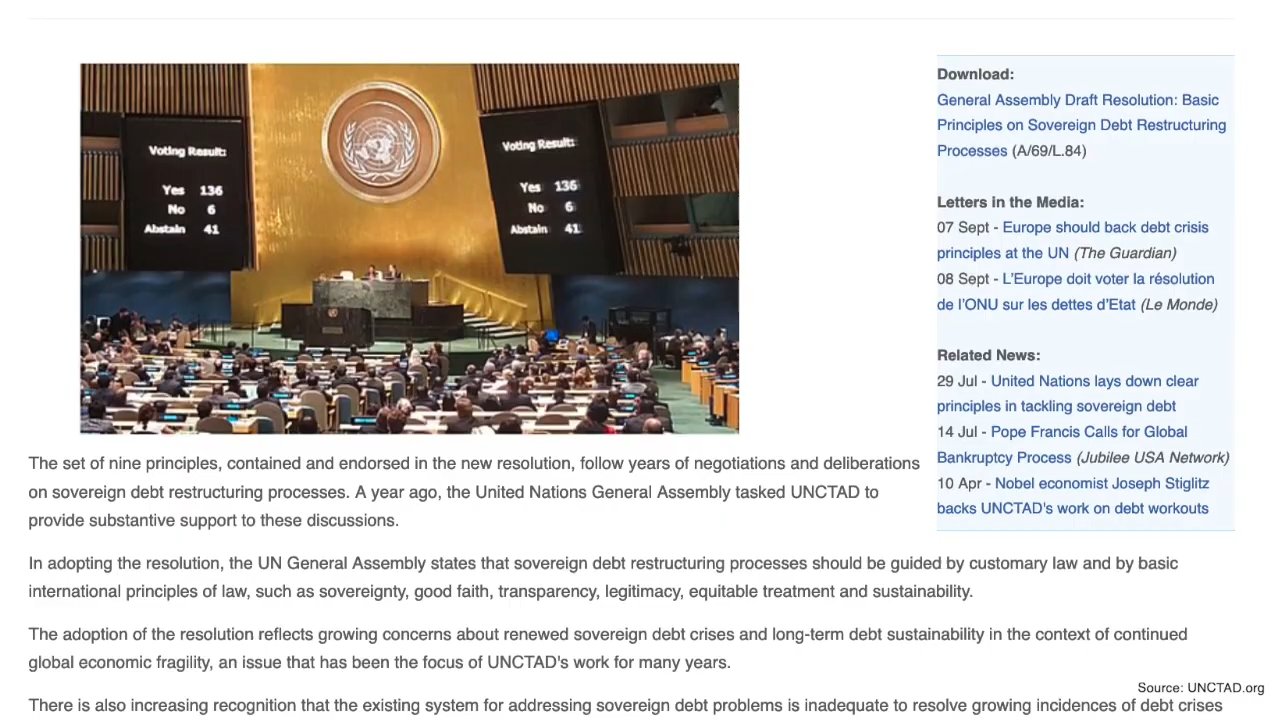 Voting Result:
Yes 136
No 6
Abstain 41
Voting Result:
Yes 136
No 6
Abstain 41
The set of nine principles, contained and endorsed in the new resolution, follow years of negotiations and deliberations
on sovereign debt restructuring processes. A year ago, the United Nations General Assembly tasked UNCTAD to
provide substantive support to these discussions.
In adopting the resolution, the UN General Assembly states that sovereign debt restructuring processes should be guided by customary law and by basic
international principles of law, such as sovereignty, good faith, transparency, legitimacy, equitable treatment and sustainability.
The adoption of the resolution reflects growing concerns about renewed sovereign debt crises and long-term debt sustainability in the context of continued
global economic fragility, an issue that has been the focus of UNCTAD's work for many years.
There is also increasing recognition that the existing system for addressing sovereign debt problems is inadequate to resolve growing incidences of debt crises
Download:
General Assembly Draft Resolution: Basic
Principles on Sovereign Debt Restructuring
Processes (A/69/L.84)
Letters in the Media:
07 Sept - Europe should back debt crisis
principles at the UN (The Guardian)
08 Sept - L'Europe doit voter la résolution
de l'ONU sur les dettes d'Etat (Le Monde)
Related News:
29 Jul - United Nations lays down clear
principles in tackling sovereign debt
14 Jul - Pope Francis Calls for Global
Bankruptcy Process (Jubilee USA Network)
10 Apr - Nobel economist Joseph Stiglitz
backs UNCTAD's work on debt workouts
Source: UNCTAD.org